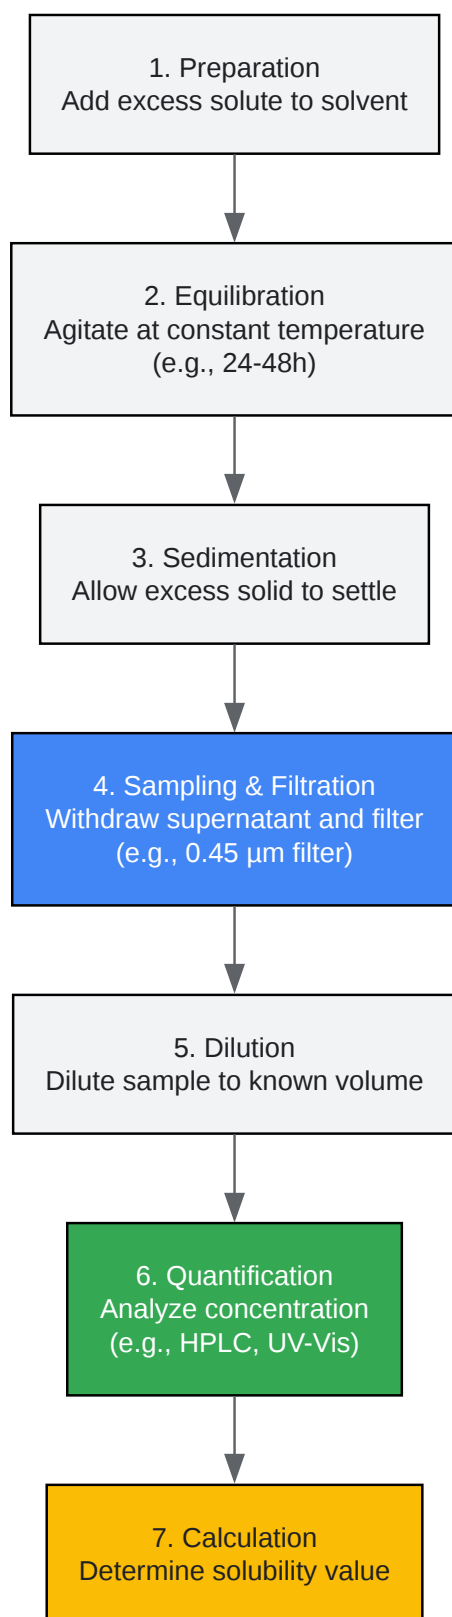 1. Preparation
Add excess solute to solvent
2. Equilibration
Agitate at constant temperature
(e.g., 24-48h)
3. Sedimentation
Allow excess solid to settle
4. Sampling & Filtration
Withdraw supernatant and filter
(e.g., 0.45 µm filter)
5. Dilution
Dilute sample to known volume
6. Quantification
Analyze concentration
(e.g., HPLC, UV-Vis)
7. Calculation
Determine solubility value